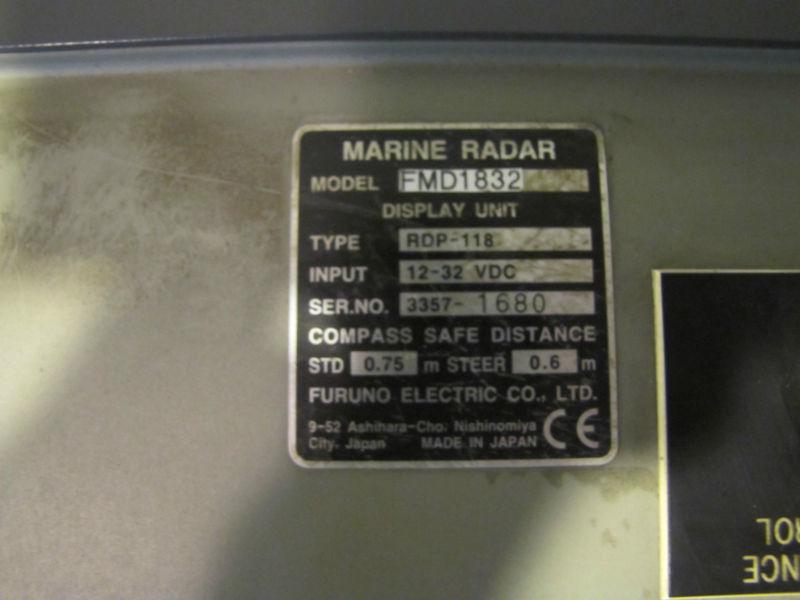 MARINE RADAR
MODEL FMD1832
DISPLAY UNIT
TYPE RDP-118
INPUT 12-32 VDC
SER.NO. 3357- 1680
COMPASS SAFE DISTANCE
STD 0.75 m STEER 0.6 m
FURUNO ELECTRIC CO., LTD.
9-52 Ashihara-Cho. Nishinomiya
City. Japan MADE IN JAPAN CE